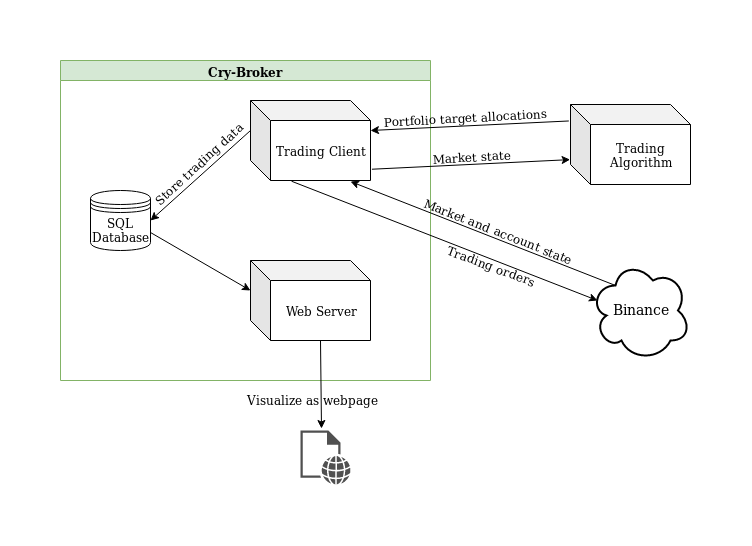 Cry-Broker
Portfolio target allocations
Trading Client
Trading
Algorithm
Market state
Store trading data
SQL
Database
Market and account state
Trading orders
Web Server
Binance
Visualize as webpage